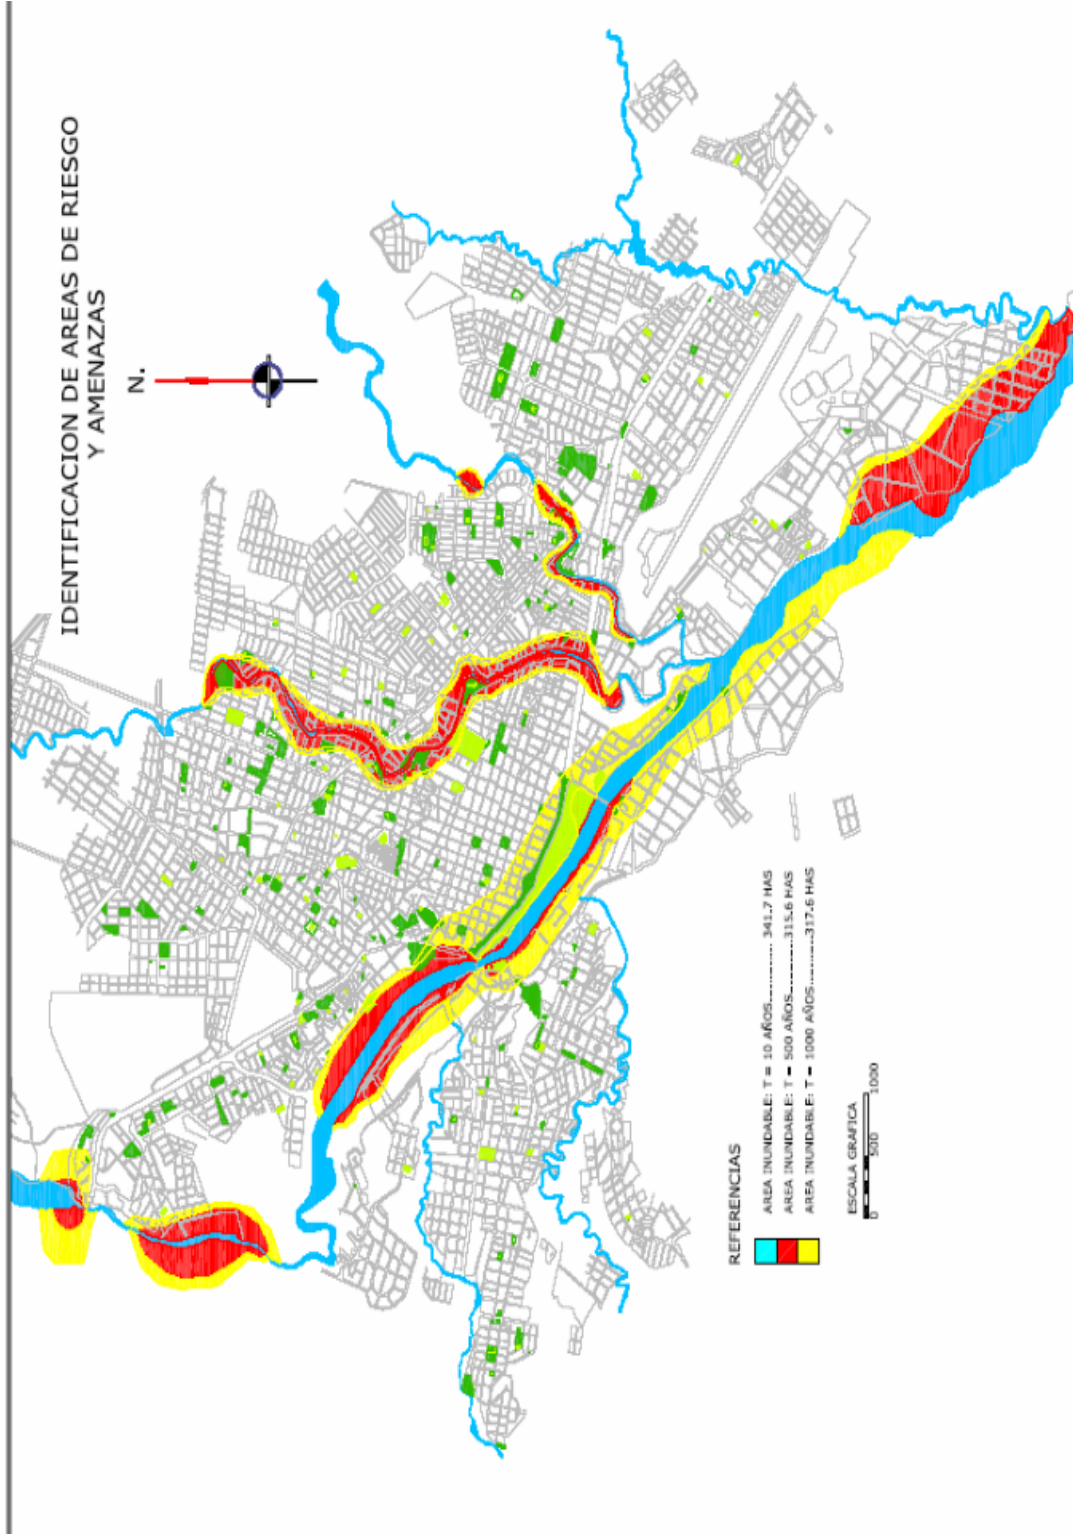 IDENTIFICACION DE AREAS DE RIESGO
Y AMENAZAS
N.
REFERENCIAS
AREA INUNDABLE: T = 10 AÑOS............ 341.7 HAS
AREA INUNDABLE: T = 500 AÑOS............315.6 HAS
AREA INUNDABLE: T = 1000 AÑOS............317.6 HAS
ESCALA GRAFICA
0 500 1000